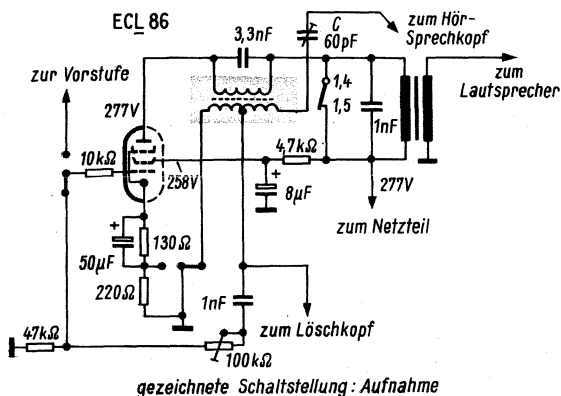 ECL 86
3,3nF
C
60pF
zum Hör-
Sprechkopf
zur Vorstufe
1,4
1,5
zum
Lautsprecher
277V
1nF
10kΩ
4,7kΩ
258V
+
8µF
277V
zum Netzteil
+
130Ω
50µF
220Ω
1nF
zum Löschkopf
47kΩ
100kΩ
gezeichnete Schaltstellung: Aufnahme